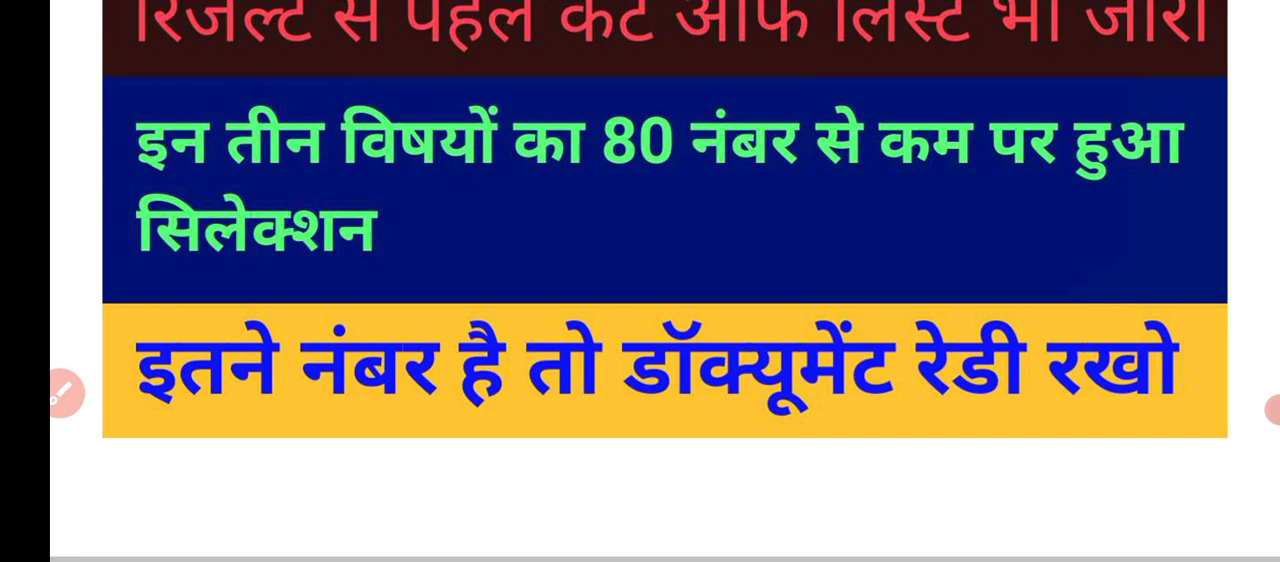 रिजल्ट से पहले कट ऑफ लिस्ट भी जारी
इन तीन विषयों का 80 नंबर से कम पर हुआ
सिलेक्शन
इतने नंबर है तो डॉक्यूमेंट रेडी रखो